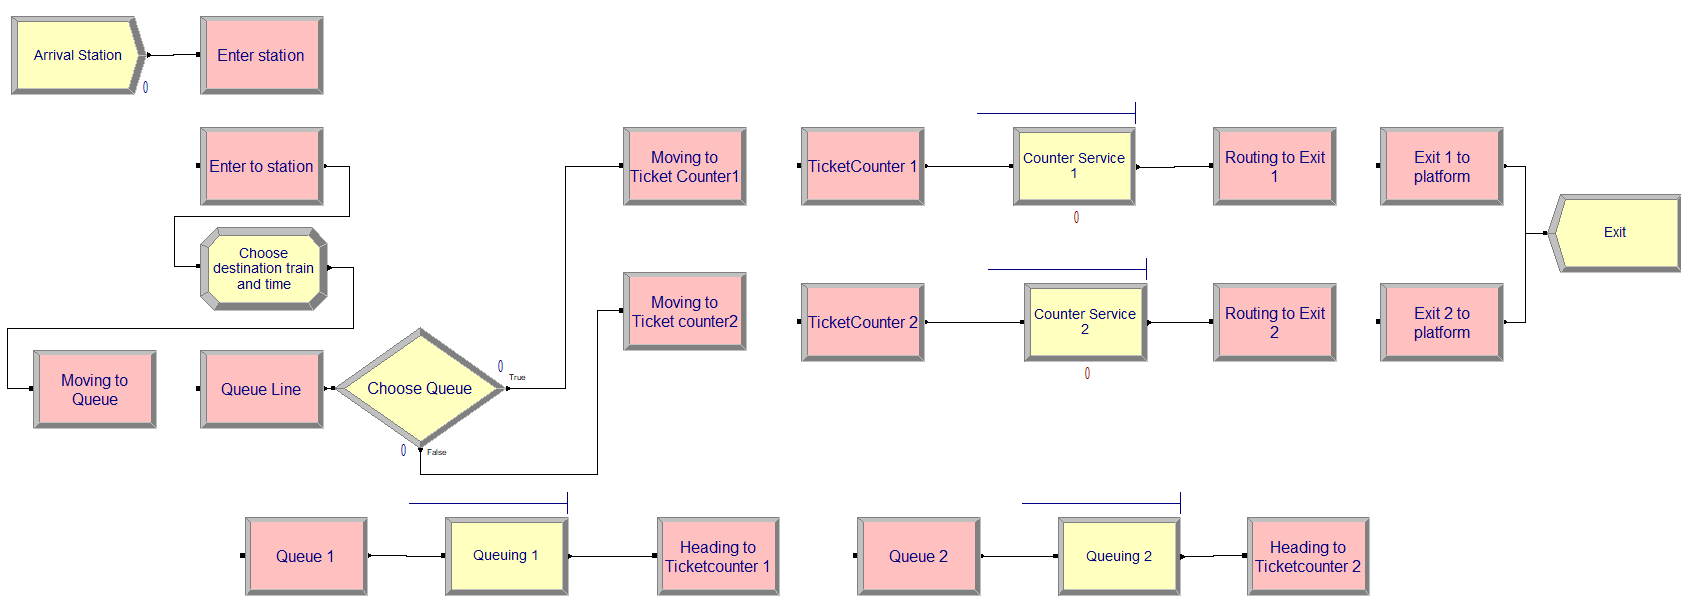 Arrival Station
0
Enter station
Enter to station
Choose
destination train
and time
Moving to
Queue
Queue Line
Choose Queue
0
True
0
False
Moving to
Ticket Counter1
Moving to
Ticket counter2
TicketCounter 1
Counter Service
1
0
Routing to Exit
1
Exit 1 to
platform
Exit
TicketCounter 2
Counter Service
2
0
Routing to Exit
2
Exit 2 to
platform
Queue 1
Queuing 1
Heading to
Ticketcounter 1
Queue 2
Queuing 2
Heading to
Ticketcounter 2